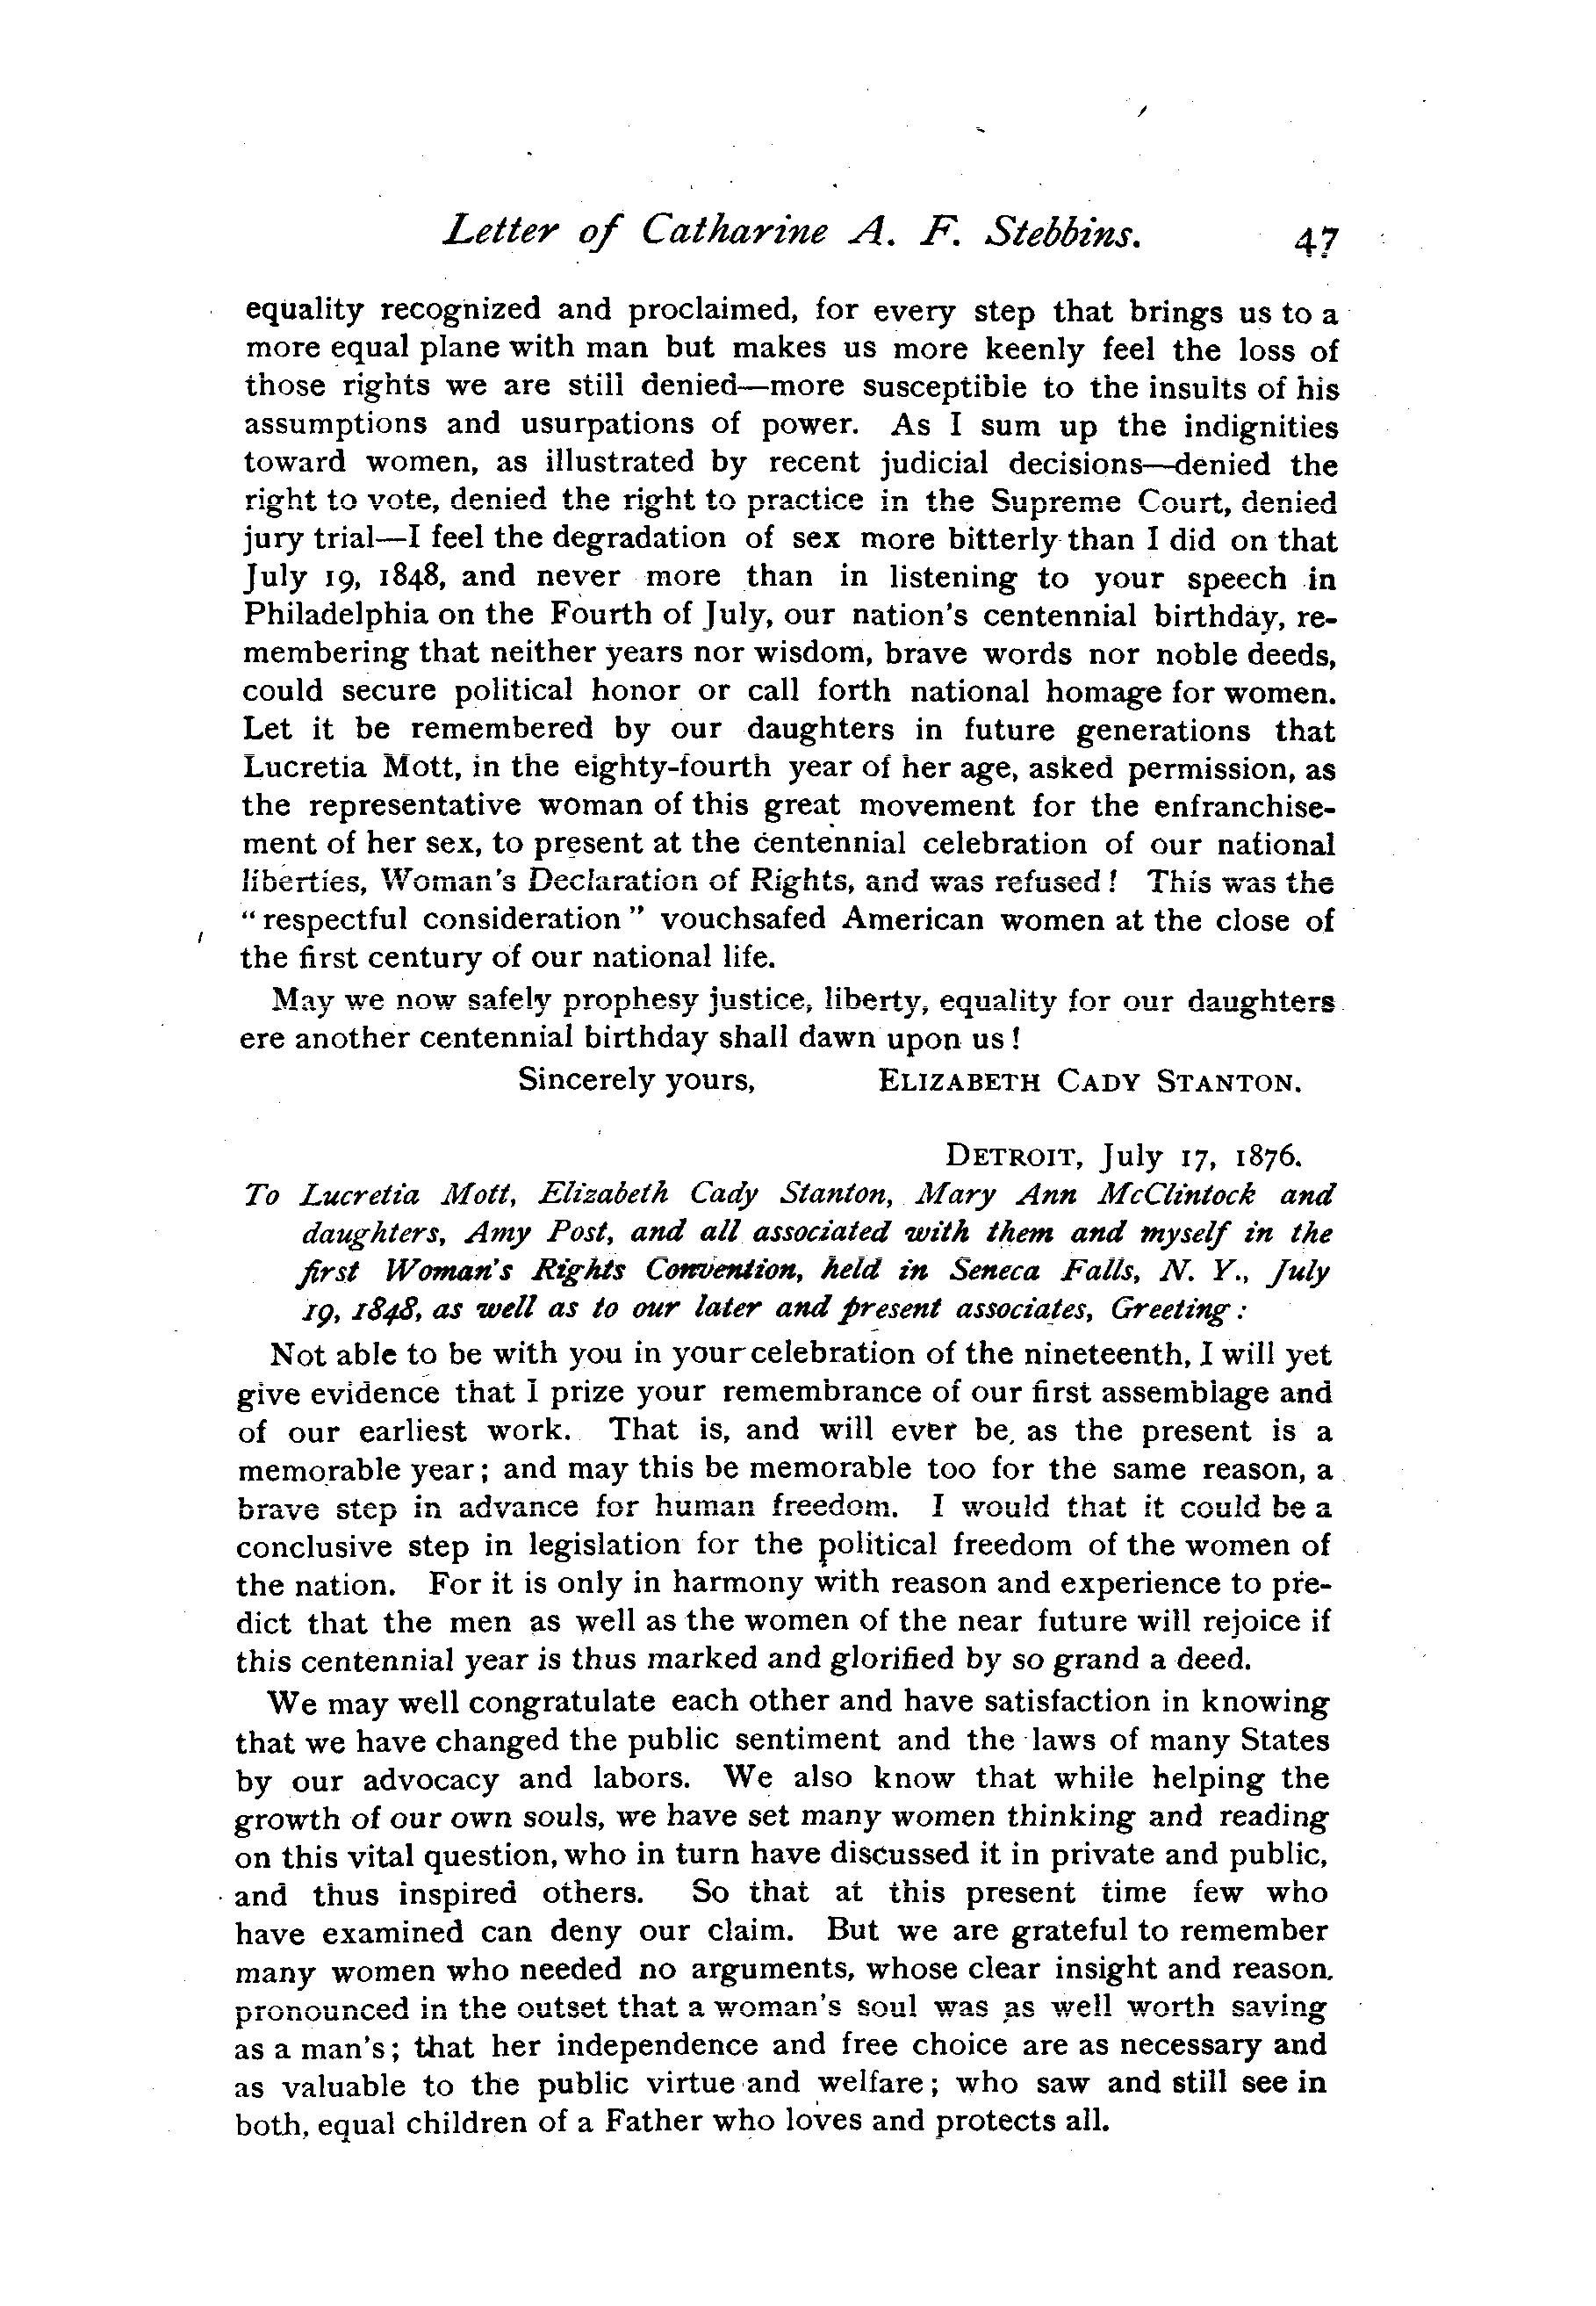 Letter of Catharine A. F. Stebbins. 47
equality recognized and proclaimed, for every step that brings us to a
more equal plane with man but makes us more keenly feel the loss of
those rights we are still denied—more susceptible to the insults of his
assumptions and usurpations of power. As I sum up the indignities
toward women, as illustrated by recent judicial decisions—denied the
right to vote, denied the right to practice in the Supreme Court, denied
jury trial—I feel the degradation of sex more bitterly than I did on that
July 19, 1848, and never more than in listening to your speech in
Philadelphia on the Fourth of July, our nation's centennial birthday, re-
membering that neither years nor wisdom, brave words nor noble deeds,
could secure political honor or call forth national homage for women.
Let it be remembered by our daughters in future generations that
Lucretia Mott, in the eighty-fourth year of her age, asked permission, as
the representative woman of this great movement for the enfranchise-
ment of her sex, to present at the centennial celebration of our national
liberties, Woman's Declaration of Rights, and was refused! This was the
"respectful consideration" vouchsafed American women at the close of
the first century of our national life.
May we now safely prophesy justice, liberty, equality for our daughters
ere another centennial birthday shall dawn upon us!
Sincerely yours, ELIZABETH CADY STANTON.
DETROIT, July 17, 1876.
To Lucretia Mott, Elizabeth Cady Stanton, Mary Ann McClintock and
daughters, Amy Post, and all associated with them and myself in the
first Woman's Rights Convention, held in Seneca Falls, N. Y., July
19, 1848, as well as to our later and present associates, Greeting:
Not able to be with you in your celebration of the nineteenth, I will yet
give evidence that I prize your remembrance of our first assemblage and
of our earliest work. That is, and will ever be, as the present is a
memorable year; and may this be memorable too for the same reason, a
brave step in advance for human freedom. I would that it could be a
conclusive step in legislation for the political freedom of the women of
the nation. For it is only in harmony with reason and experience to pre-
dict that the men as well as the women of the near future will rejoice if
this centennial year is thus marked and glorified by so grand a deed.
We may well congratulate each other and have satisfaction in knowing
that we have changed the public sentiment and the laws of many States
by our advocacy and labors. We also know that while helping the
growth of our own souls, we have set many women thinking and reading
on this vital question, who in turn have discussed it in private and public,
and thus inspired others. So that at this present time few who
have examined can deny our claim. But we are grateful to remember
many women who needed no arguments, whose clear insight and reason.
pronounced in the outset that a woman's soul was as well worth saving
as a man's; that her independence and free choice are as necessary and
as valuable to the public virtue and welfare; who saw and still see in
both, equal children of a Father who loves and protects all.